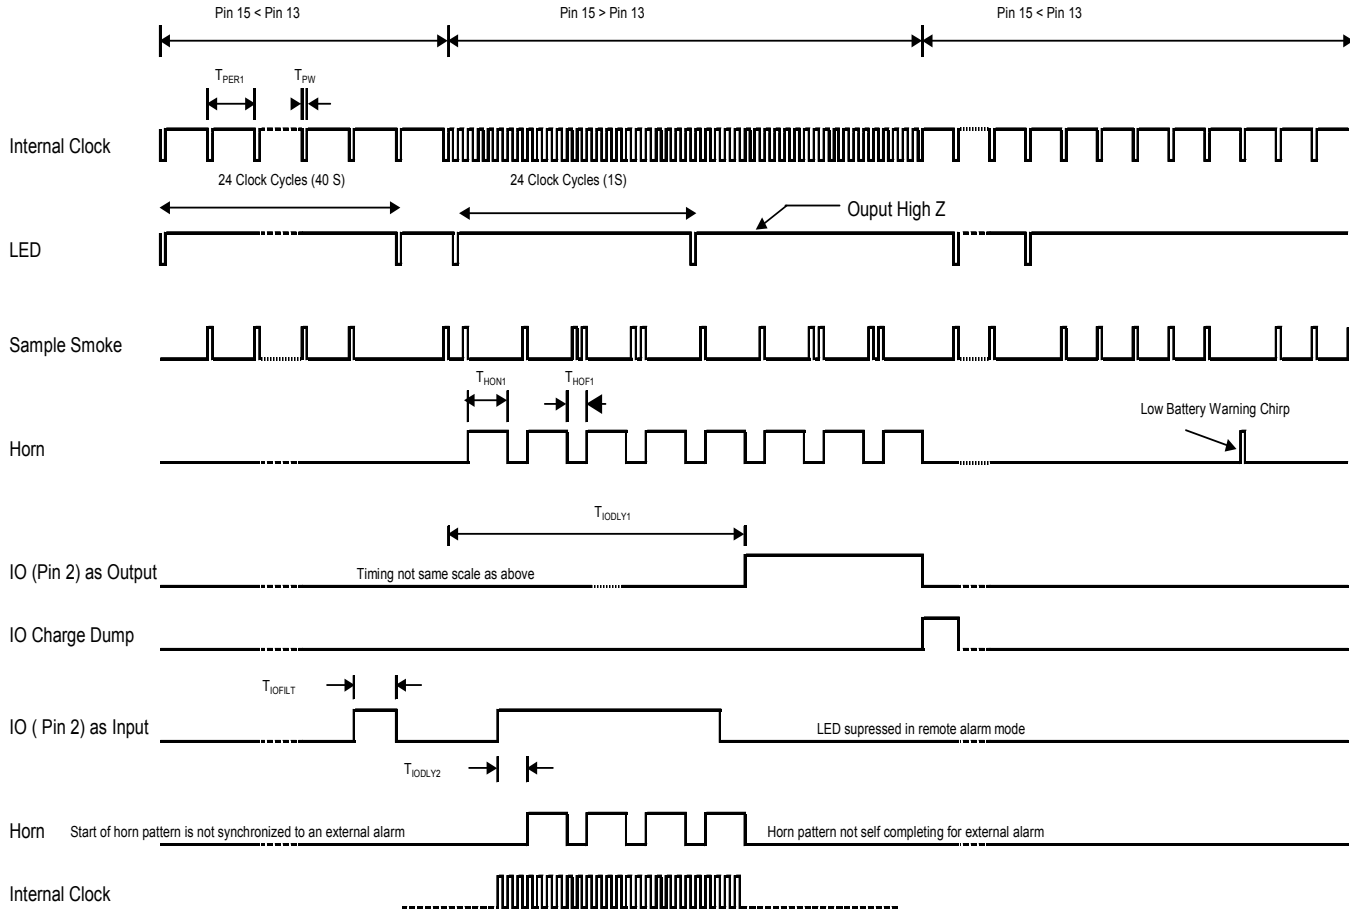 Pin 15 < Pin 13
Pin 15 > Pin 13
Pin 15 < Pin 13
TPER1
TPW
Internal Clock
24 Clock Cycles (40 S)
24 Clock Cycles (1S)
Ouput High Z
LED
Sample Smoke
THON1
THOF1
Low Battery Warning Chirp
Horn
TIODLY1
IO (Pin 2) as Output
Timing not same scale as above
IO Charge Dump
TIOFILT
IO ( Pin 2) as Input
LED supressed in remote alarm mode
TIODLY2
Horn
Start of horn pattern is not synchronized to an external alarm
Horn pattern not self completing for external alarm
Internal Clock